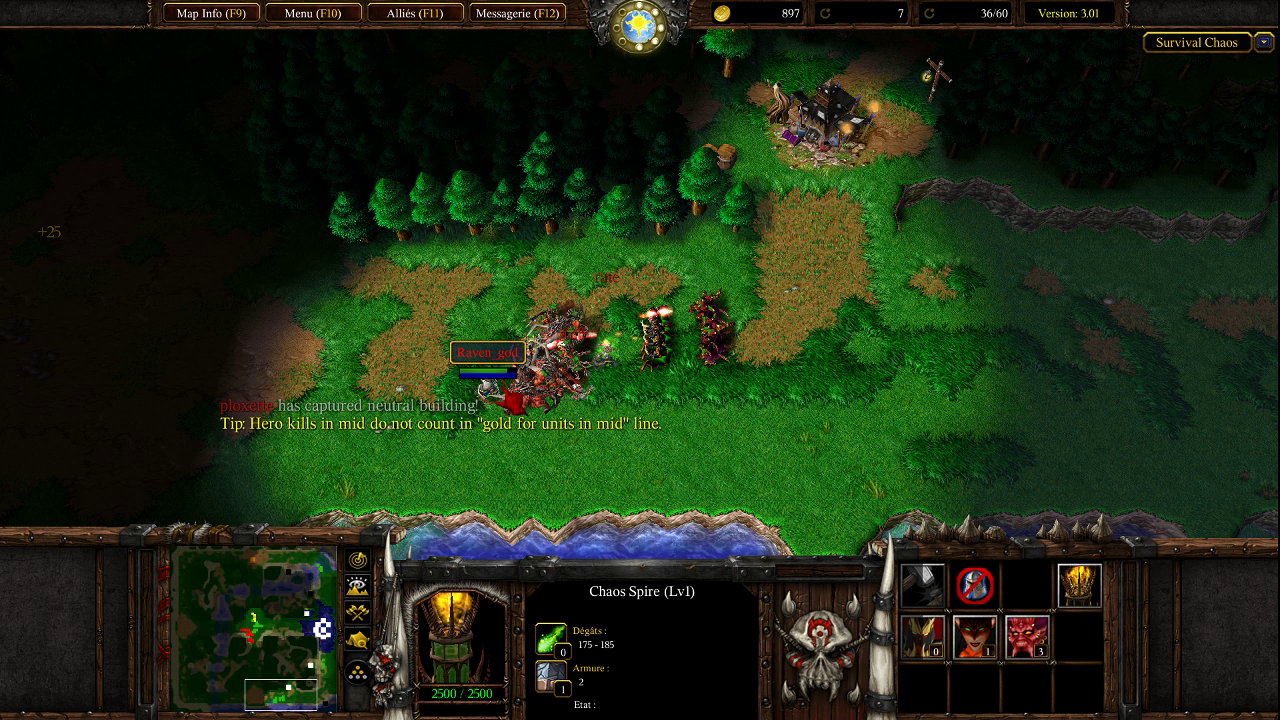 Map Info (F9)
Menu (F10)
Alliés (F11)
Messagerie (F12)
897
7
36/60
Version: 3.01
Survival Chaos
+25
rate
Raven_god
ploxette has captured neutral building!
Tip: Hero kills in mid do not count in "gold for units in mid" line.
Chaos Spire (Lv1)
Dégâts :
175 - 185
0
Armure :
2
1
Etat :
2500 / 2500
0
1
3